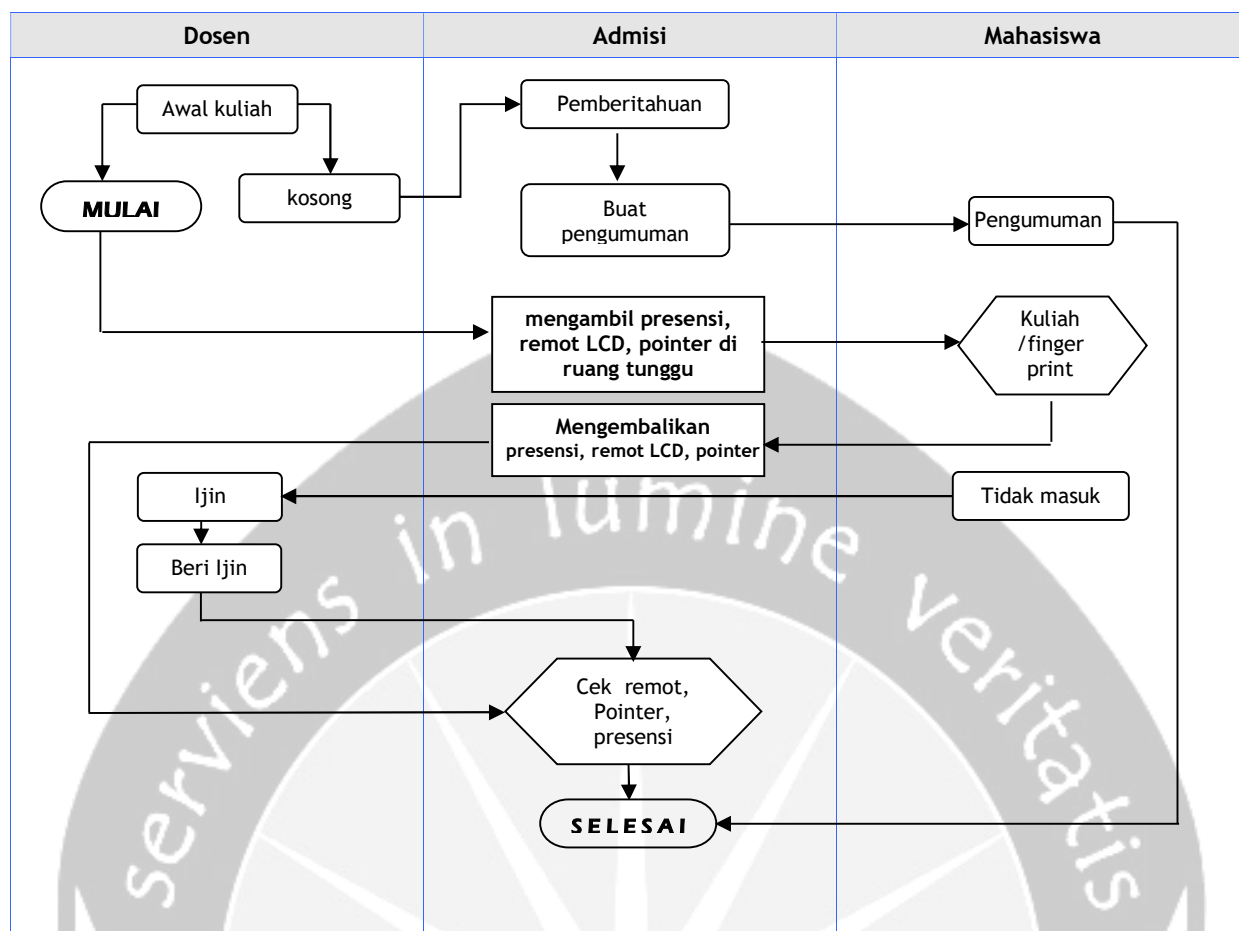 Dosen
Admisi
Mahasiswa
Awal kuliah
Pemberitahuan
MULAI
kosong
Buat
pengumuman
Pengumuman
mengambil presensi,
remot LCD, pointer di
ruang tunggu
Kuliah
/finger
print
Mengembalikan
presensi, remot LCD, pointer
Ijin
Tidak masuk
Beri Ijin
Cek remot,
Pointer,
presensi
SELESAI
serviens in lumine veritatis